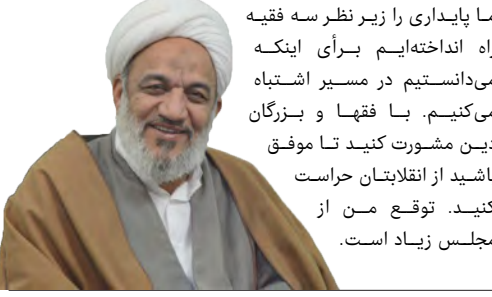 ما پایداری را زیر نظر سه فقیه
راه انداخته‌ایم برأی اینکه
می‌دانستیم در مسیر اشتباه
می‌کنیم. با فقها و بزرگان
دین مشورت کنید تا موفق
باشید از انقلابتان حراست
کنید. توقع من از
مجلس زیاد است.